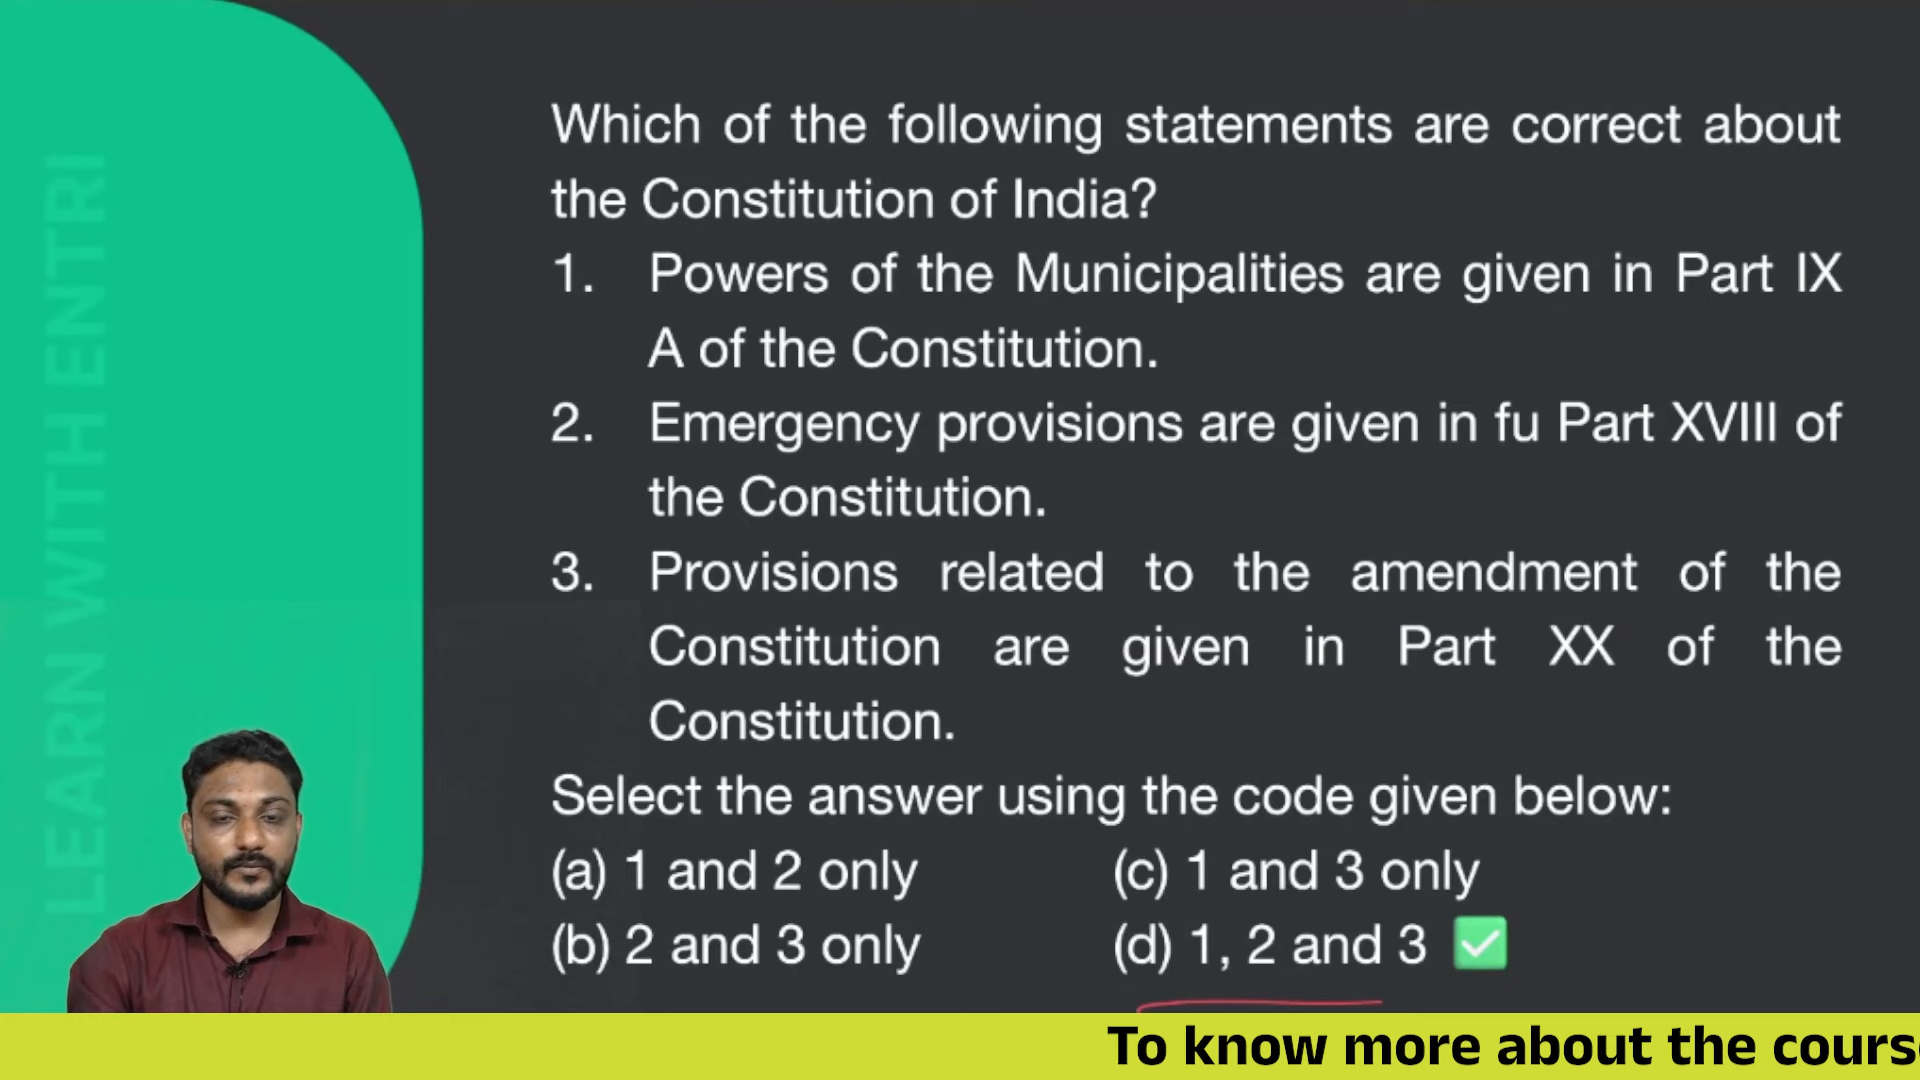 LEARN WITH ENTRI
Which of the following statements are correct about
the Constitution of India?
1. Powers of the Municipalities are given in Part IX
A of the Constitution.
2. Emergency provisions are given in fu Part XVIII of
the Constitution.
3. Provisions related to the amendment of the
Constitution are given in Part XX of the
Constitution.
Select the answer using the code given below:
(a) 1 and 2 only (c) 1 and 3 only
(b) 2 and 3 only (d) 1, 2 and 3 ✅
To know more about the cours